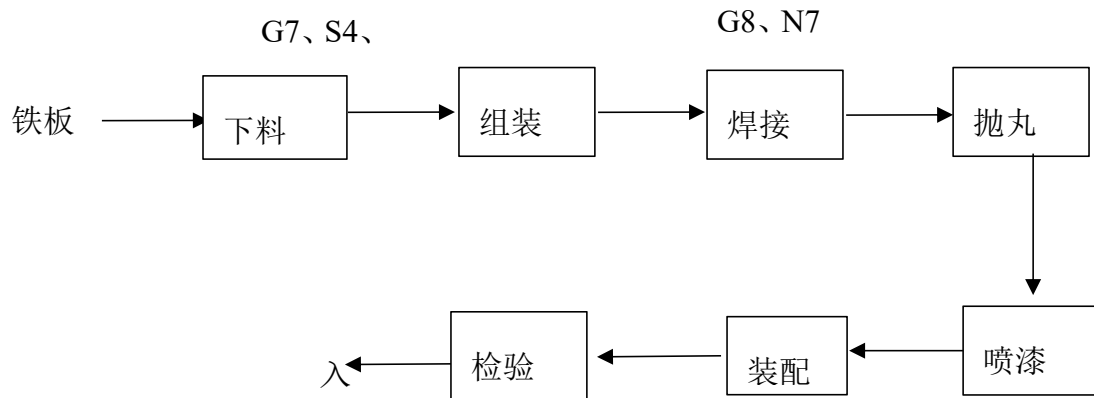 G7、S4、
G8、N7
铁板
下料
组装
焊接
抛丸
喷漆
装配
检验
入